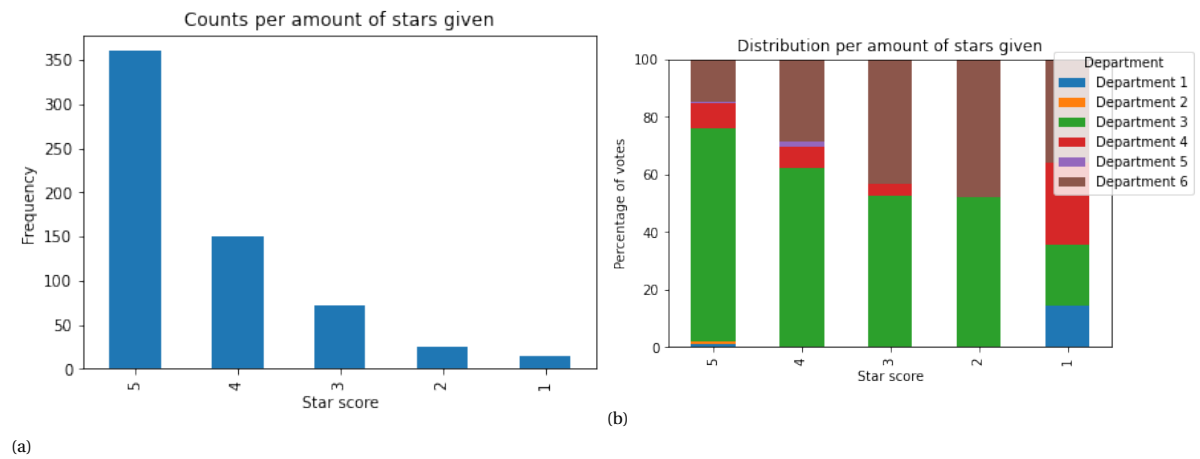 Counts per amount of stars given
350
300
250
200
150
100
50
0
Frequency
5
4
3
2
1
Star score
(a)
Distribution per amount of stars given
100
80
60
40
20
0
Percentage of votes
5
4
3
2
1
Star score
Department
Department 1
Department 2
Department 3
Department 4
Department 5
Department 6
(b)